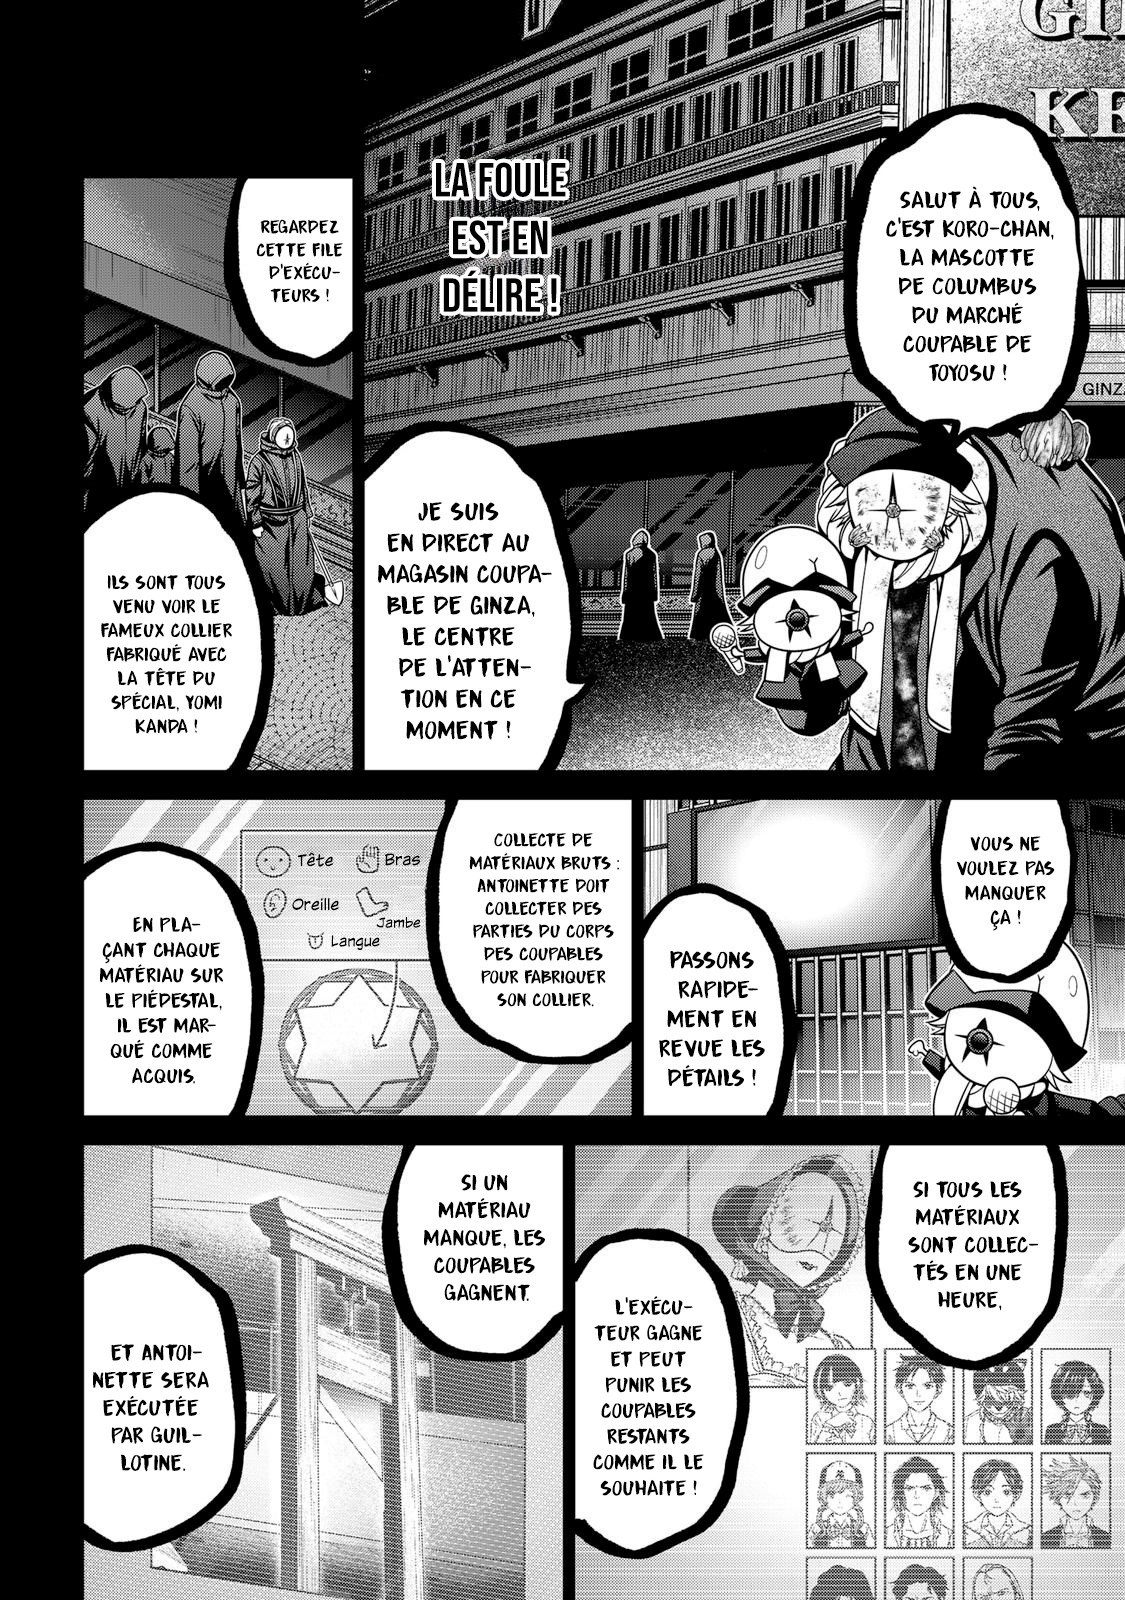 GI
KE
SALUT À TOUS,
C'EST KORO-CHAN,
LA MASCOTTE
DE COLUMBUS
DU MARCHÉ
COUPABLE DE
TOYOSU !
GINZA
LA FOULE
EST EN
DÉLIRE !
JE SUIS
EN DIRECT AU
MAGASIN COUPA-
BLE DE GINZA,
LE CENTRE
DE L'ATTEN-
TION EN CE
MOMENT !
REGARDEZ
CETTE FILE
D'EXÉCU-
TEURS !
ILS SONT TOUS
VENU VOIR LE
FAMEUX COLLIER
FABRIQUÉ AVEC
LA TÊTE DU
SPÉCIAL, YOMI
KANDA !
VOUS NE
VOULEZ PAS
MANQUER
ÇA !
PASSONS
RAPIDE-
MENT EN
REVUE LES
DÉTAILS !
COLLECTE DE
MATÉRIAUX BRUTS :
ANTOINETTE DOIT
COLLECTER DES
PARTIES DU CORPS
DES COUPABLES
POUR FABRIQUER
SON COLLIER.
Tête
Bras
Oreille
Jambe
Langue
EN PLA-
ÇANT CHAQUE
MATÉRIAU SUR
LE PIÉDESTAL,
IL EST MAR-
QUÉ COMME
ACQUIS.
SI TOUS LES
MATÉRIAUX
SONT COLLEC-
TÉS EN UNE
HEURE,
L'EXÉCU-
TEUR GAGNE
ET PEUT
PUNIR LES
COUPABLES
RESTANTS
COMME IL LE
SOUHAITE !
SI UN
MATÉRIAU
MANQUE, LES
COUPABLES
GAGNENT.
ET ANTOI-
NETTE SERA
EXÉCUTÉE
PAR GUIL-
LOTINE.